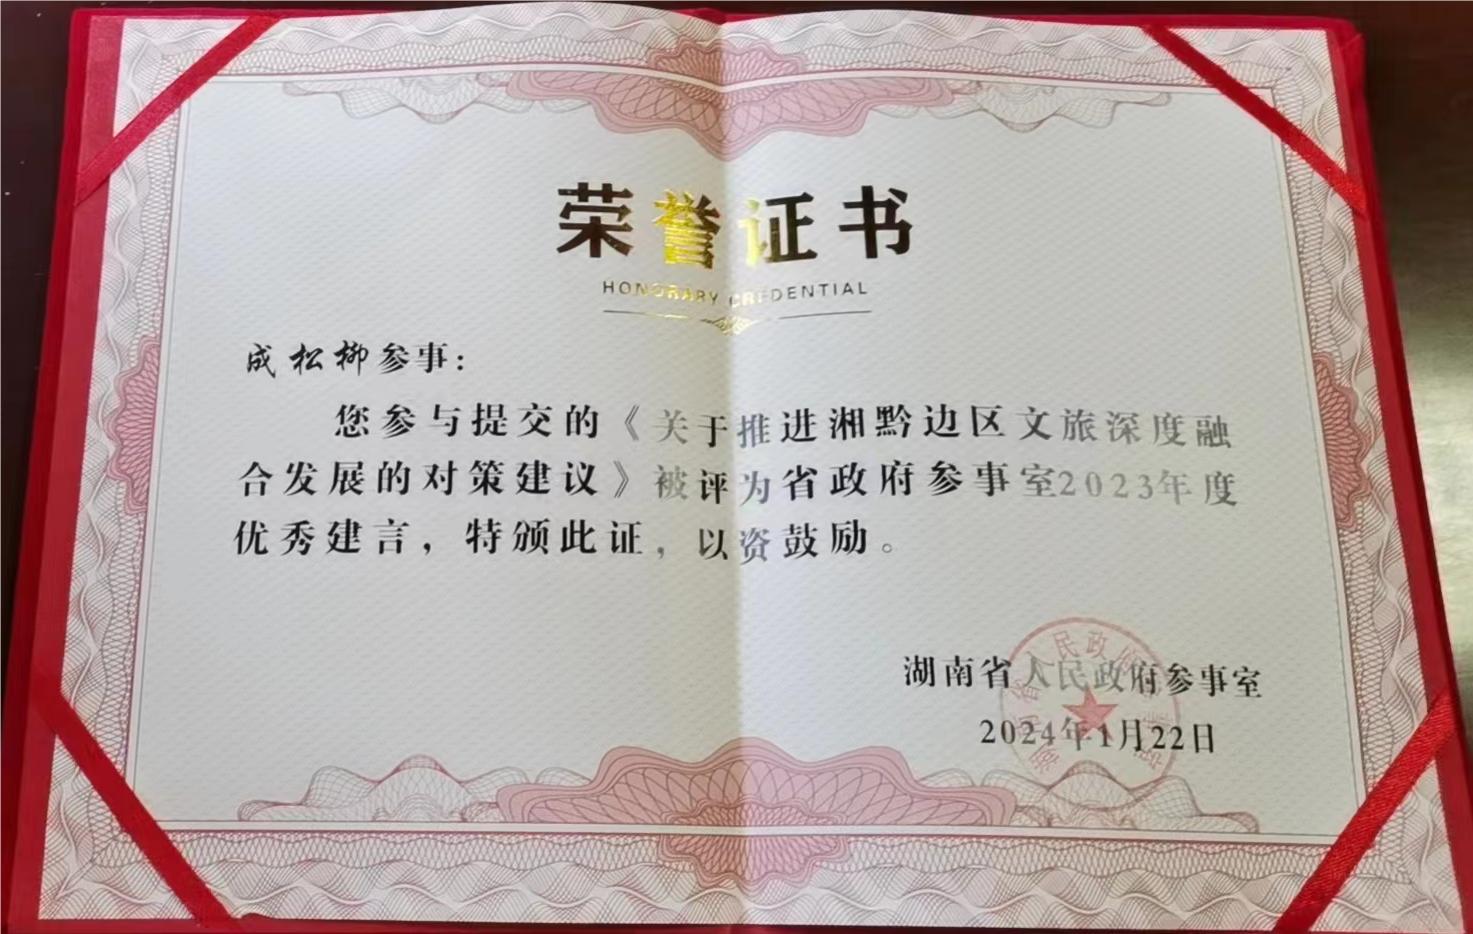 荣誉证书
HONORARY CREDENTIAL
成松柳参事：
您参与提交的《关于推进湘黔边区文旅深度融
合发展的对策建议》被评为省政府参事室2023年度
优秀建言，特颁此证，以资鼓励。
湖南省人民政府参事室
2024年1月22日